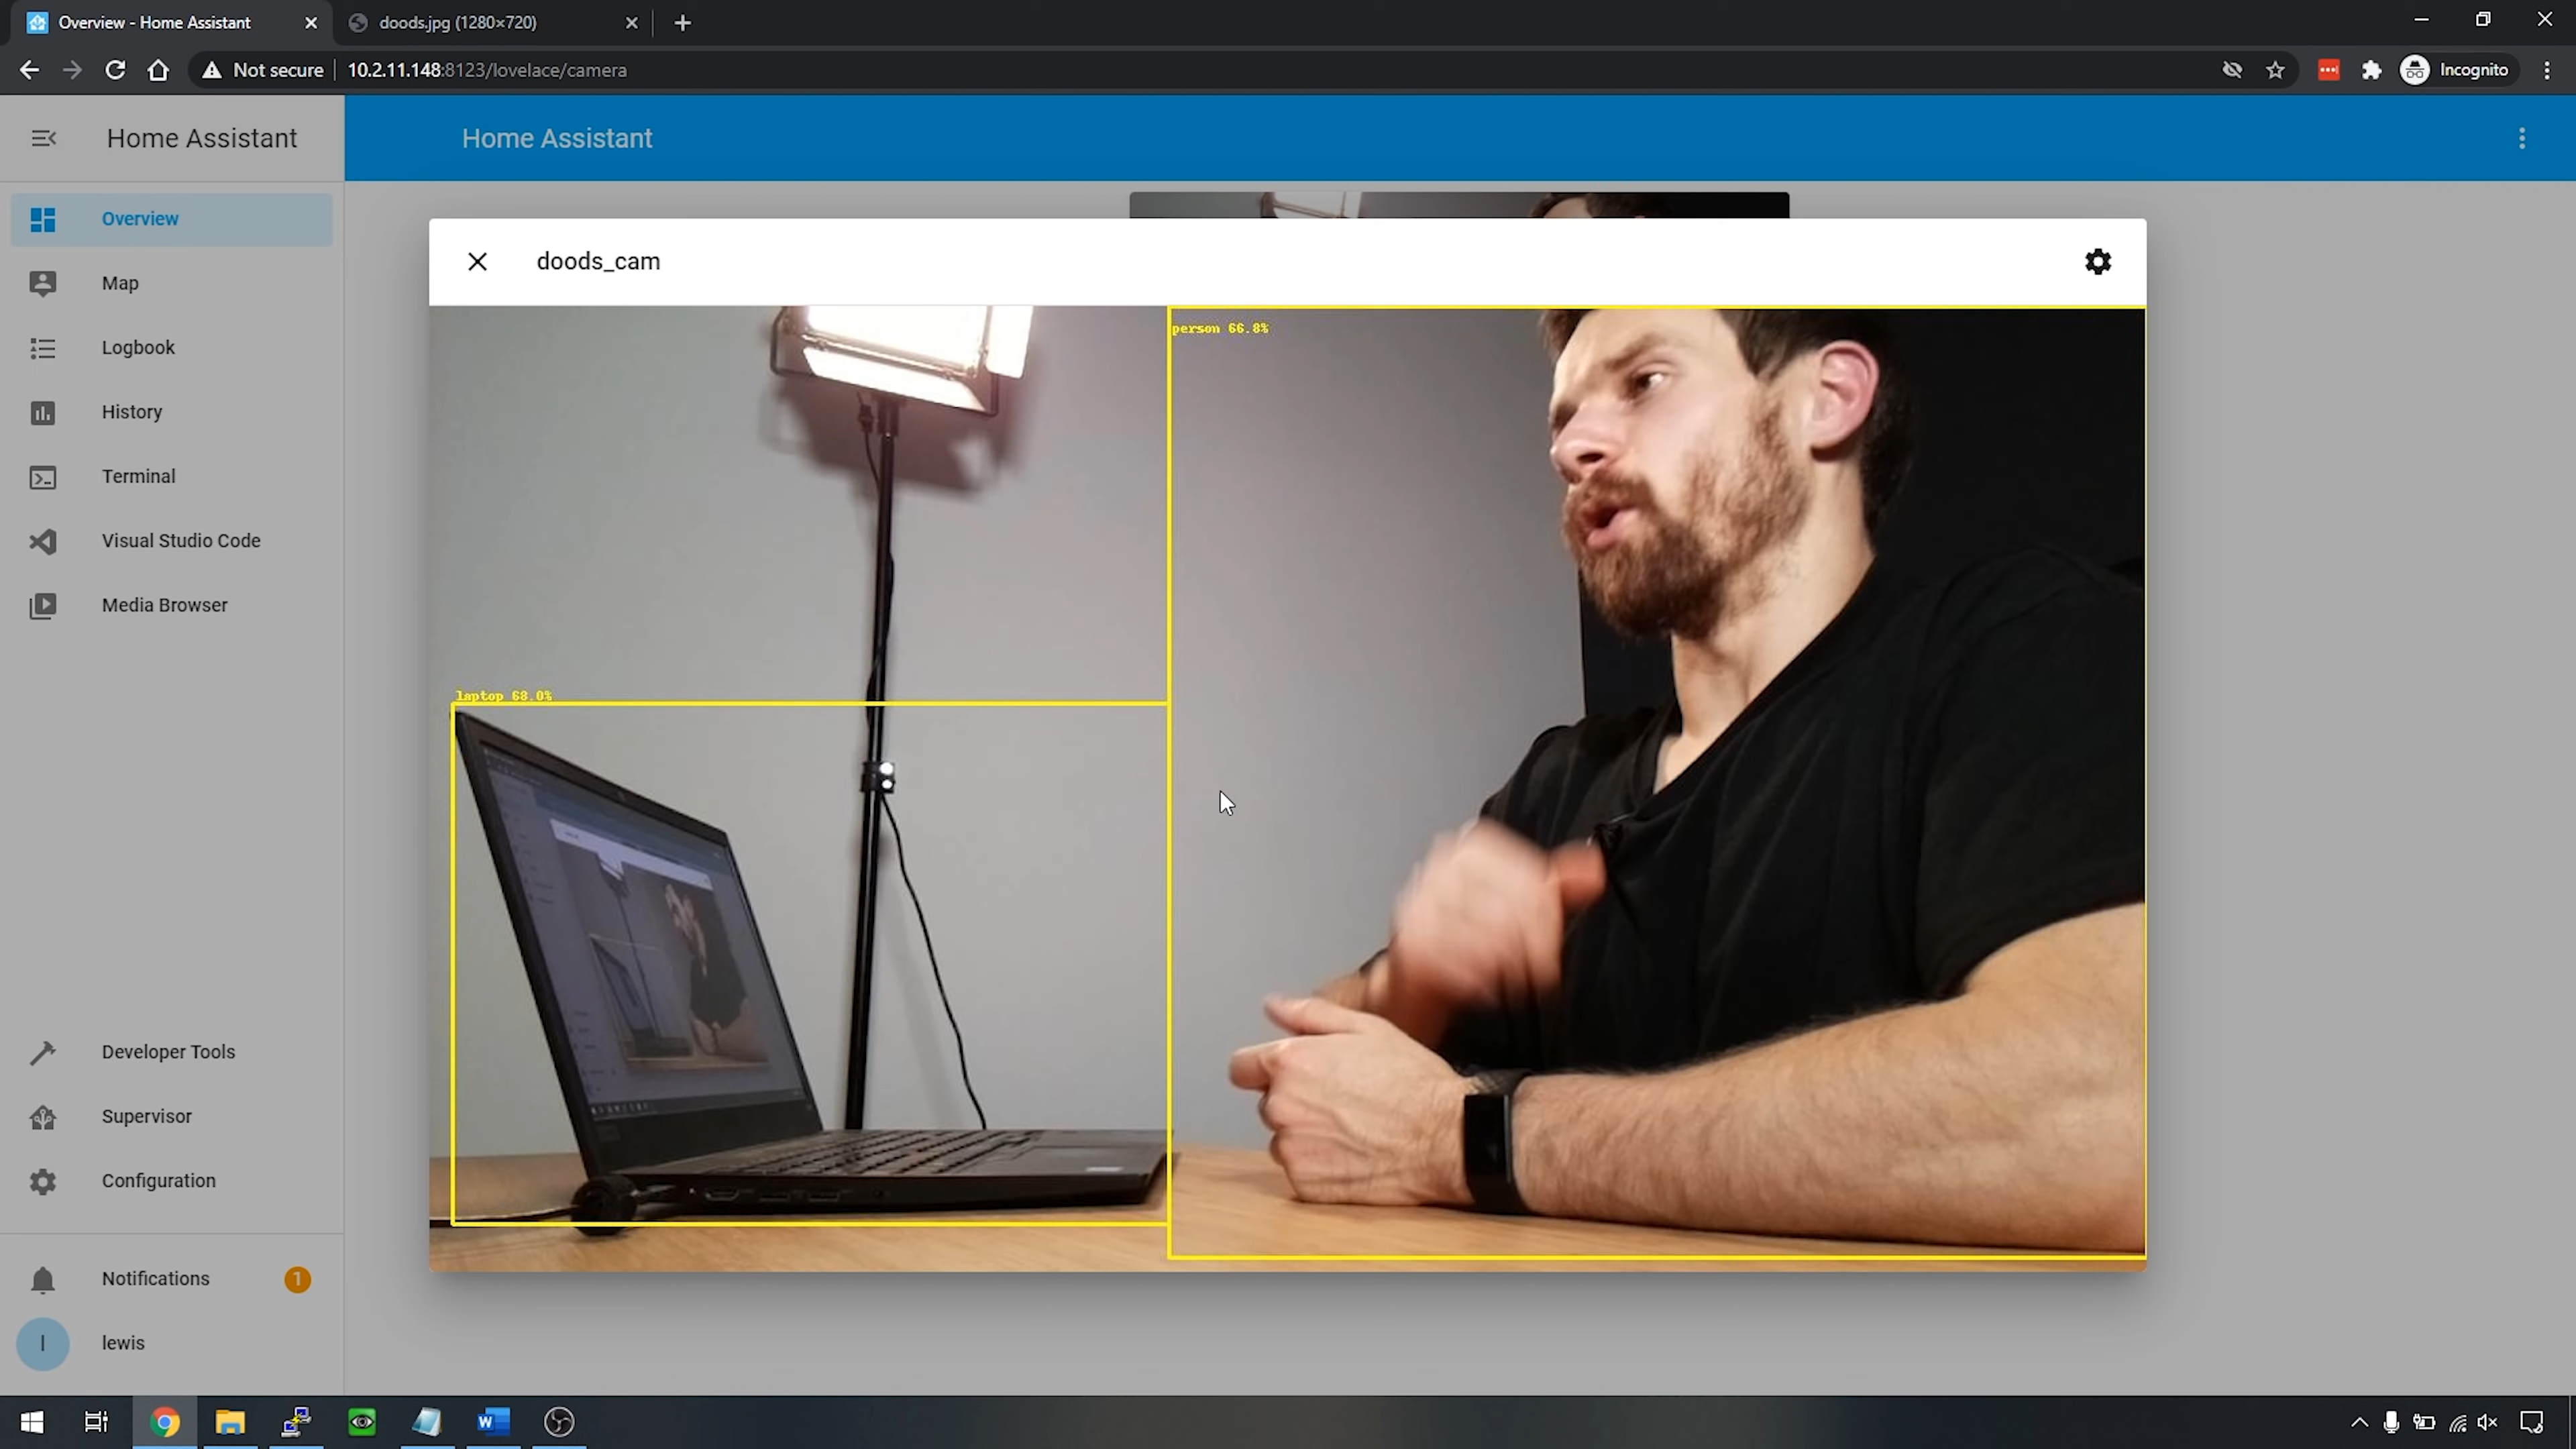 Overview - Home Assistant
doods.jpg (1280×720)
Not secure
10.2.11.148:8123/lovelace/camera
Incognito
Home Assistant
Home Assistant
Overview
Map
Logbook
History
Terminal
Visual Studio Code
Media Browser
Developer Tools
Supervisor
Configuration
Notifications
1
l
lewis
doods_cam
person 66.8%
laptop 68.0%